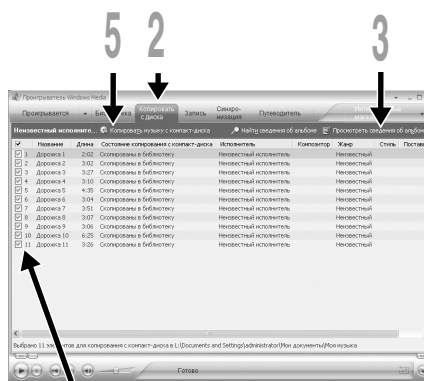 5 2 3
Проигрыватель Windows Media
Проигрывается Библиотека Копировать с диска Запись Синхро-низация Путеводитель
Неизвестный исполните... Копировать музыку с компакт-диска Найти сведения об альбоме Просмотреть сведения об альбоме
Название Длина Состояние копирования с компакт-диска Исполнитель Композитор Жанр Стиль Постав
1 Дорожка 1 2:02 Скопированы в библиотеку Неизвестный исполнитель Неизвестный
2 Дорожка 2 3:02 Скопированы в библиотеку Неизвестный исполнитель Неизвестный
3 Дорожка 3 3:27 Скопированы в библиотеку Неизвестный исполнитель Неизвестный
4 Дорожка 4 3:10 Скопированы в библиотеку Неизвестный исполнитель Неизвестный
5 Дорожка 5 4:35 Скопированы в библиотеку Неизвестный исполнитель Неизвестный
6 Дорожка 6 3:04 Скопированы в библиотеку Неизвестный исполнитель Неизвестный
7 Дорожка 7 3:51 Скопированы в библиотеку Неизвестный исполнитель Неизвестный
8 Дорожка 8 3:07 Скопированы в библиотеку Неизвестный исполнитель Неизвестный
9 Дорожка 9 3:06 Скопированы в библиотеку Неизвестный исполнитель Неизвестный
10 Дорожка 10 6:25 Скопированы в библиотеку Неизвестный исполнитель Неизвестный
11 Дорожка 11 3:26 Скопированы в библиотеку Неизвестный исполнитель Неизвестный
Выбрано 11 элементов для копирования с компакт-диска в L:\Documents and Settings\administrator\Мои документы\Моя музыка
Готово